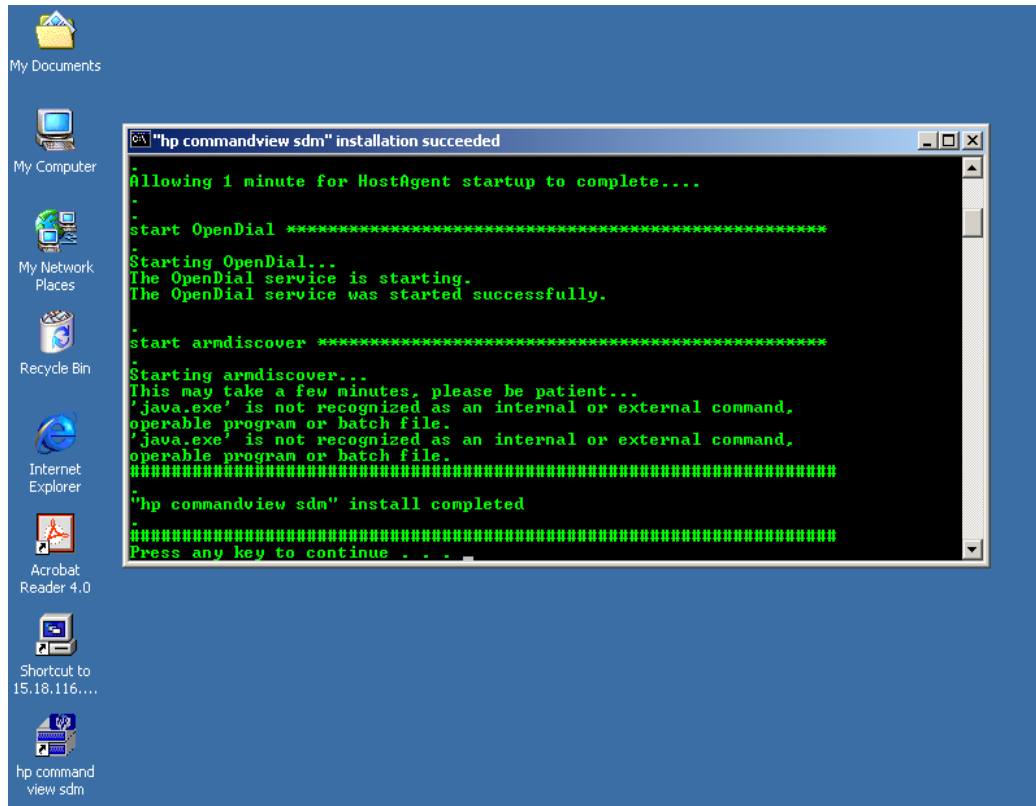 My Documents
My Computer
My Network
Places
Recycle Bin
Internet
Explorer
Acrobat
Reader 4.0
Shortcut to
15.18.116....
hp command
view sdm
"hp commandview sdm" installation succeeded
.
Allowing 1 minute for HostAgent startup to complete....
.
.
start OpenDial ****************************************************
.
Starting OpenDial...
The OpenDial service is starting.
The OpenDial service was started successfully.
.
start armdiscover *************************************************
.
Starting armdiscover...
This may take a few minutes, please be patient...
'java.exe' is not recognized as an internal or external command,
operable program or batch file.
'java.exe' is not recognized as an internal or external command,
operable program or batch file.
####################################################################
.
"hp commandview sdm" install completed
.
####################################################################
Press any key to continue . . .